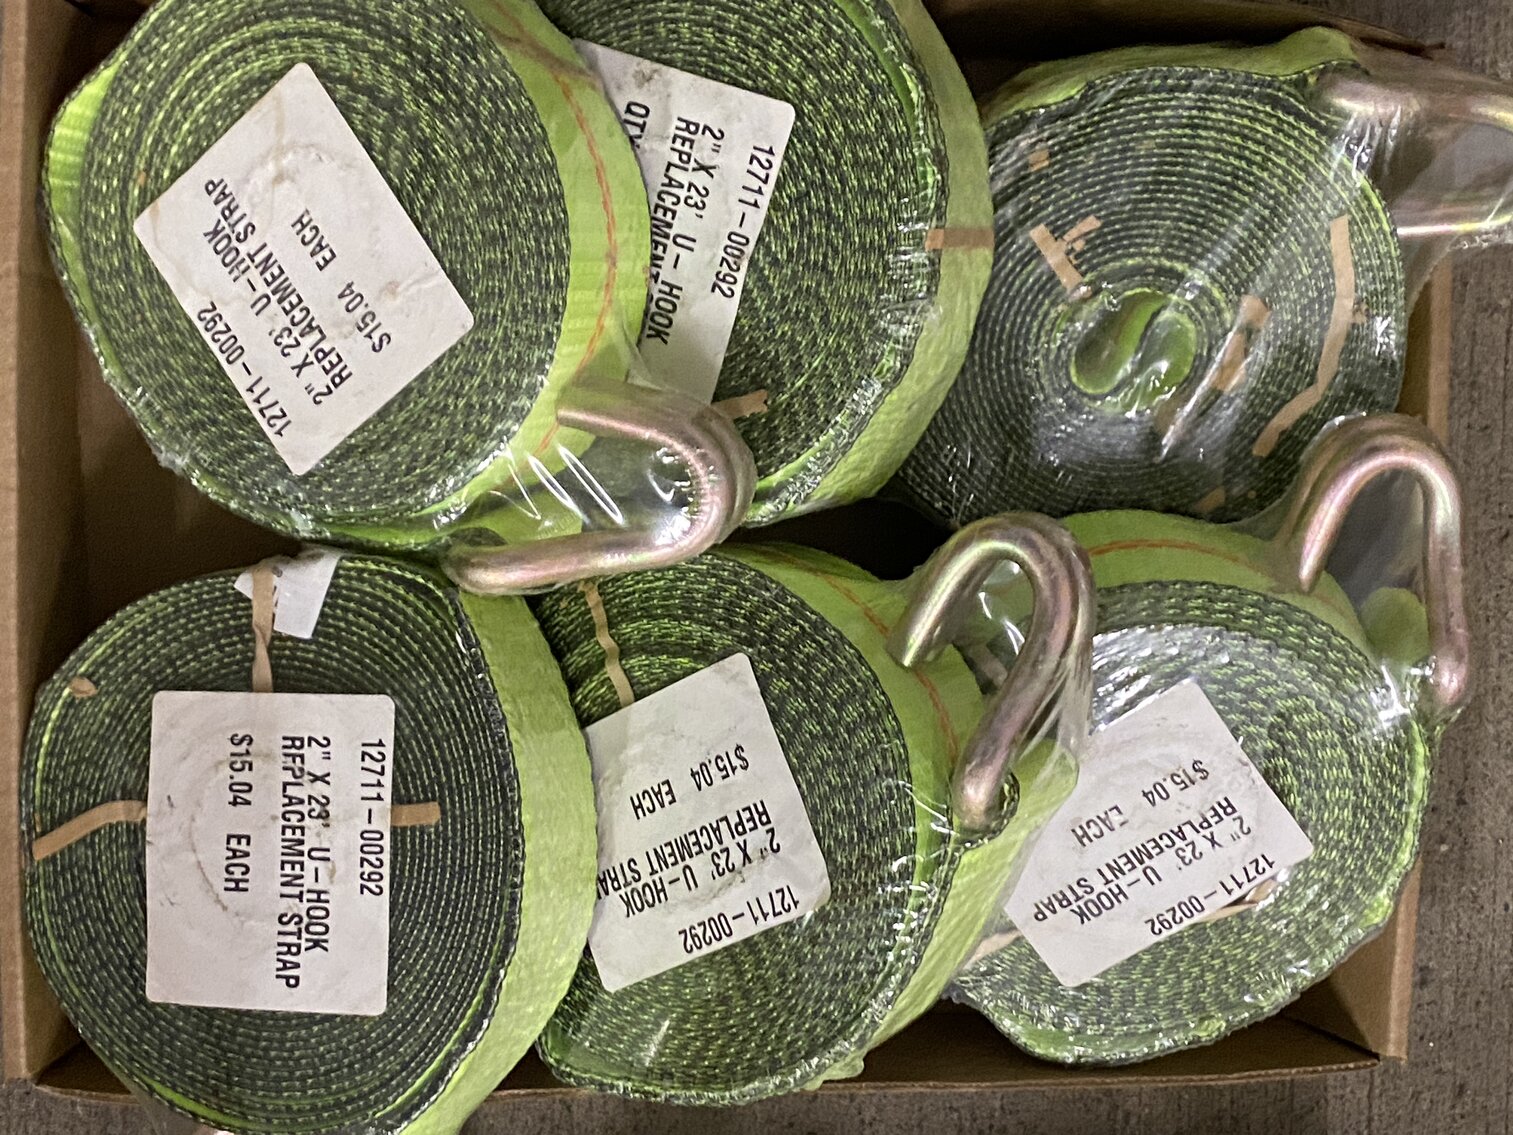 12711-00292
2" X 23' U-HOOK
REPLACEMENT STRAP
$15.04 EACH
12711-00292
2" X 23' U-HOOK
REPLACEMENT
QTY
12711-00292
2" X 23' U-HOOK
REPLACEMENT STRAP
$15.04 EACH
12711-00292
2" X 23' U-HOOK
REPLACEMENT STRAP
$15.04 EACH
12711-00292
2" X 23' U-HOOK
REPLACEMENT STRAP
$15.04 EACH